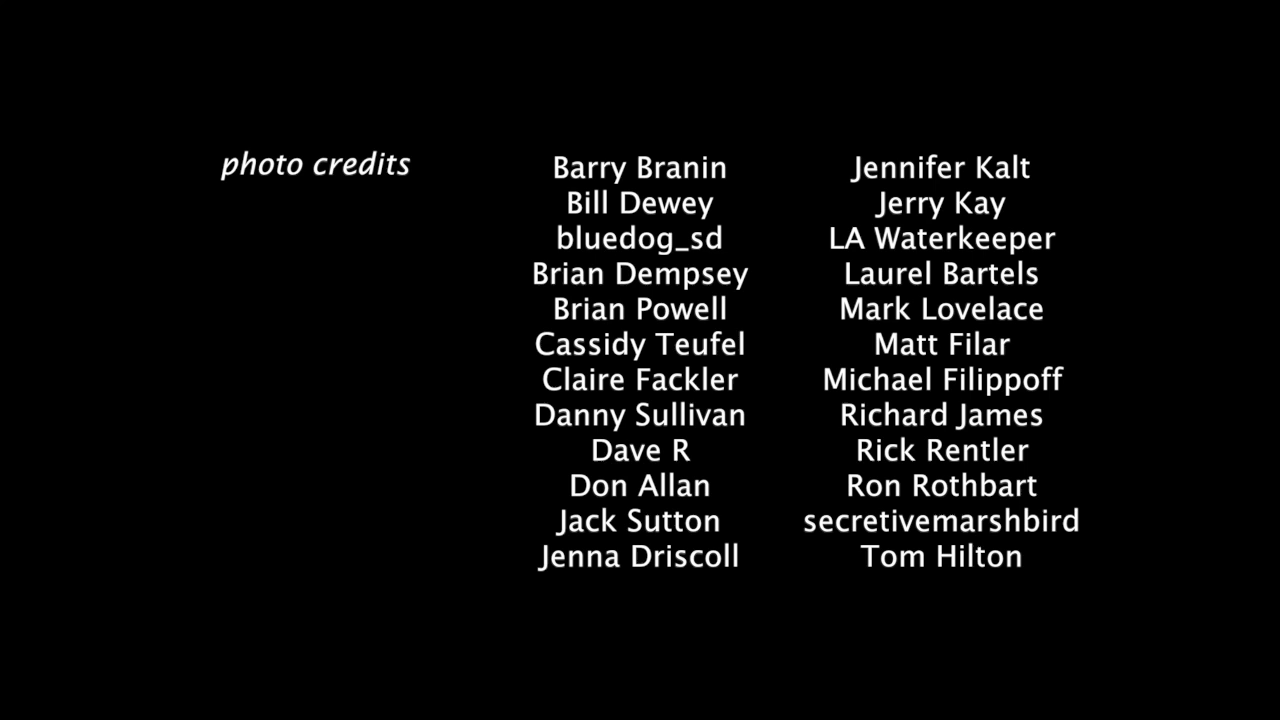 photo credits
Barry Branin
Bill Dewey
bluedog_sd
Brian Dempsey
Brian Powell
Cassidy Teufel
Claire Fackler
Danny Sullivan
Dave R
Don Allan
Jack Sutton
Jenna Driscoll
Jennifer Kalt
Jerry Kay
LA Waterkeeper
Laurel Bartels
Mark Lovelace
Matt Filar
Michael Filippoff
Richard James
Rick Rentler
Ron Rothbart
secretivemarshbird
Tom Hilton